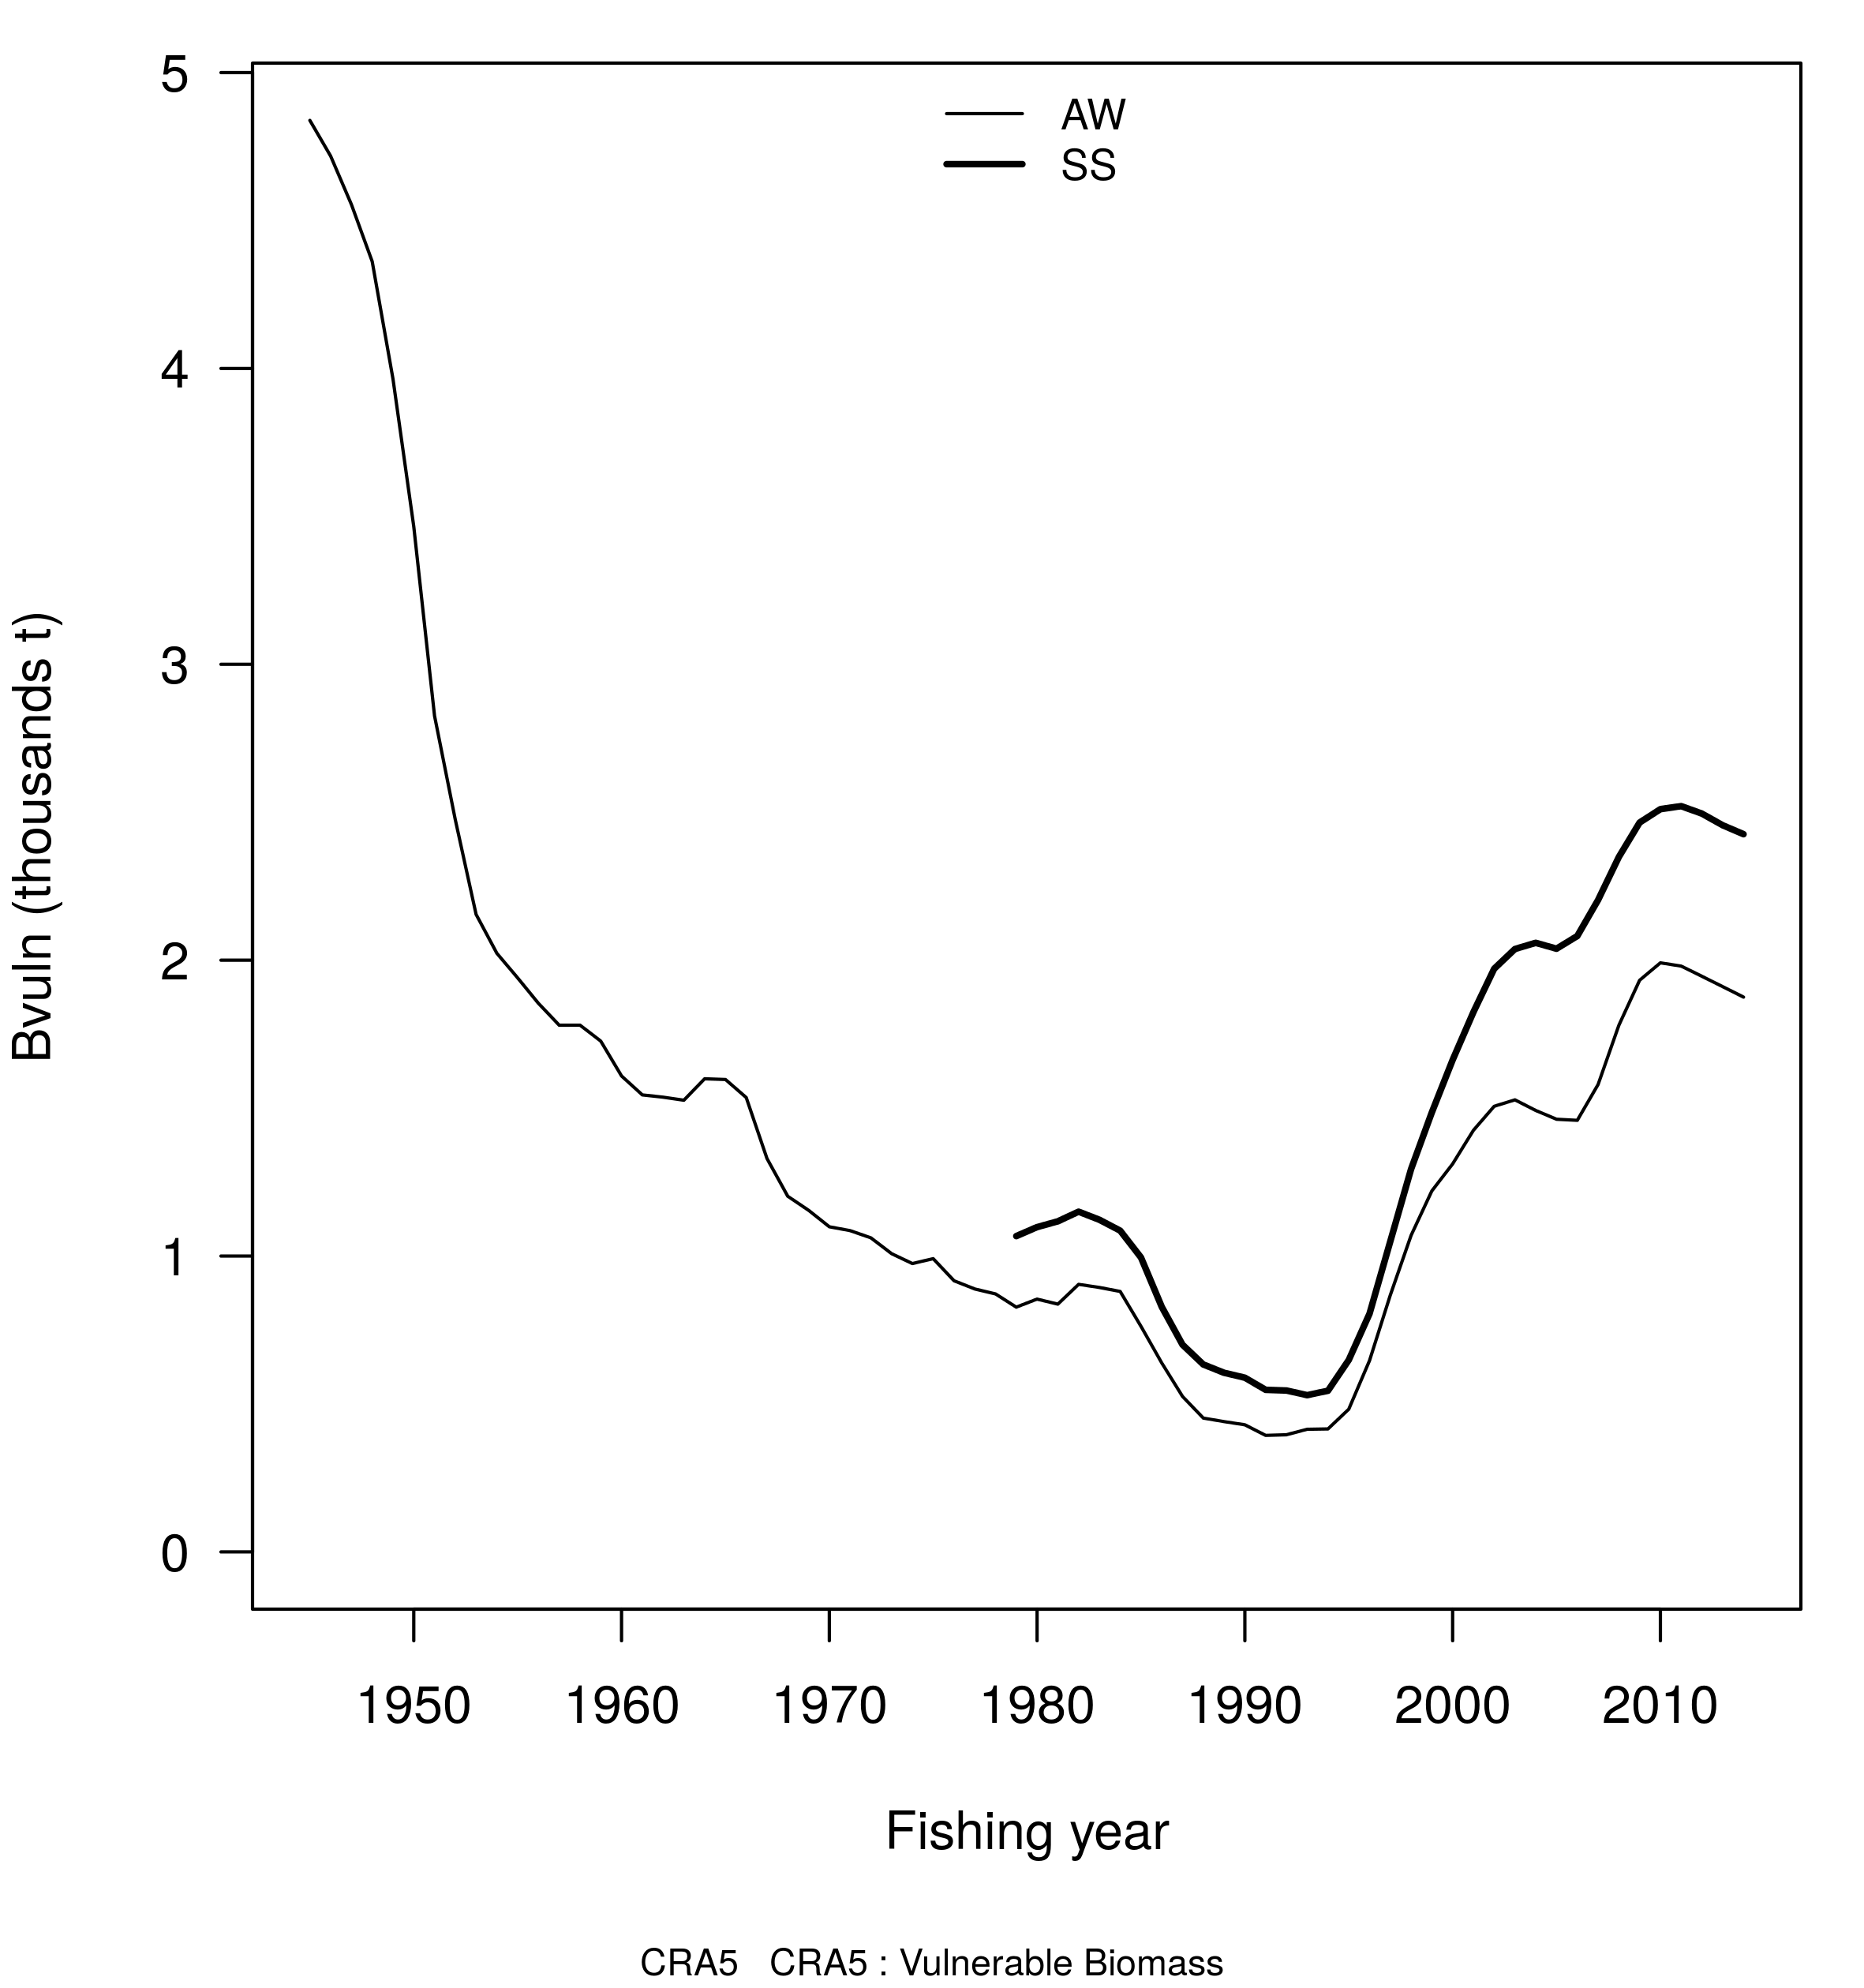 AW
SS
5
4
3
2
1
0
Bvuln (thousands t)
1950 1960 1970 1980 1990 2000 2010
Fishing year
CRA5 CRA5 : Vulnerable Biomass